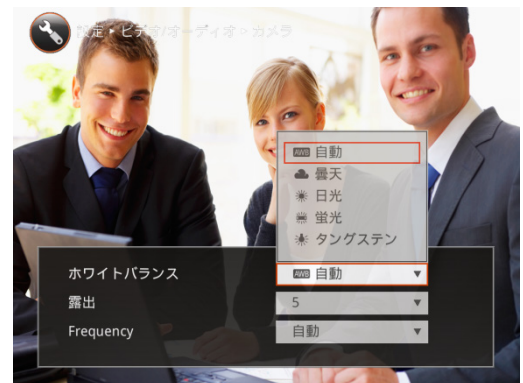 設定 ▸ ビデオ/オーディオ ▸ カメラ
AWB 自動
曇天
日光
蛍光
タングステン
ホワイトバランス AWB 自動 ▼
露出 5 ▼
Frequency 自動 ▼